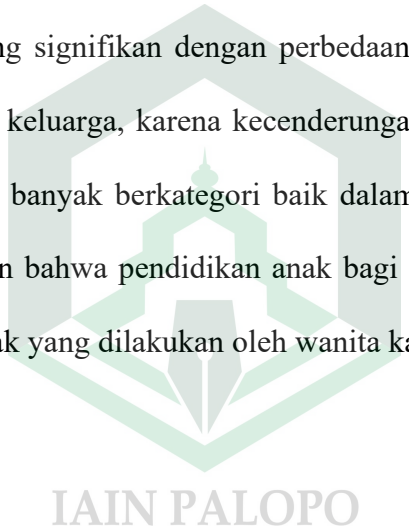 ng signifikan dengan perbedaan
keluarga, karena kecenderunga
banyak berkategori baik dalam
n bahwa pendidikan anak bagi
ak yang dilakukan oleh wanita ka
IAIN PALOPO